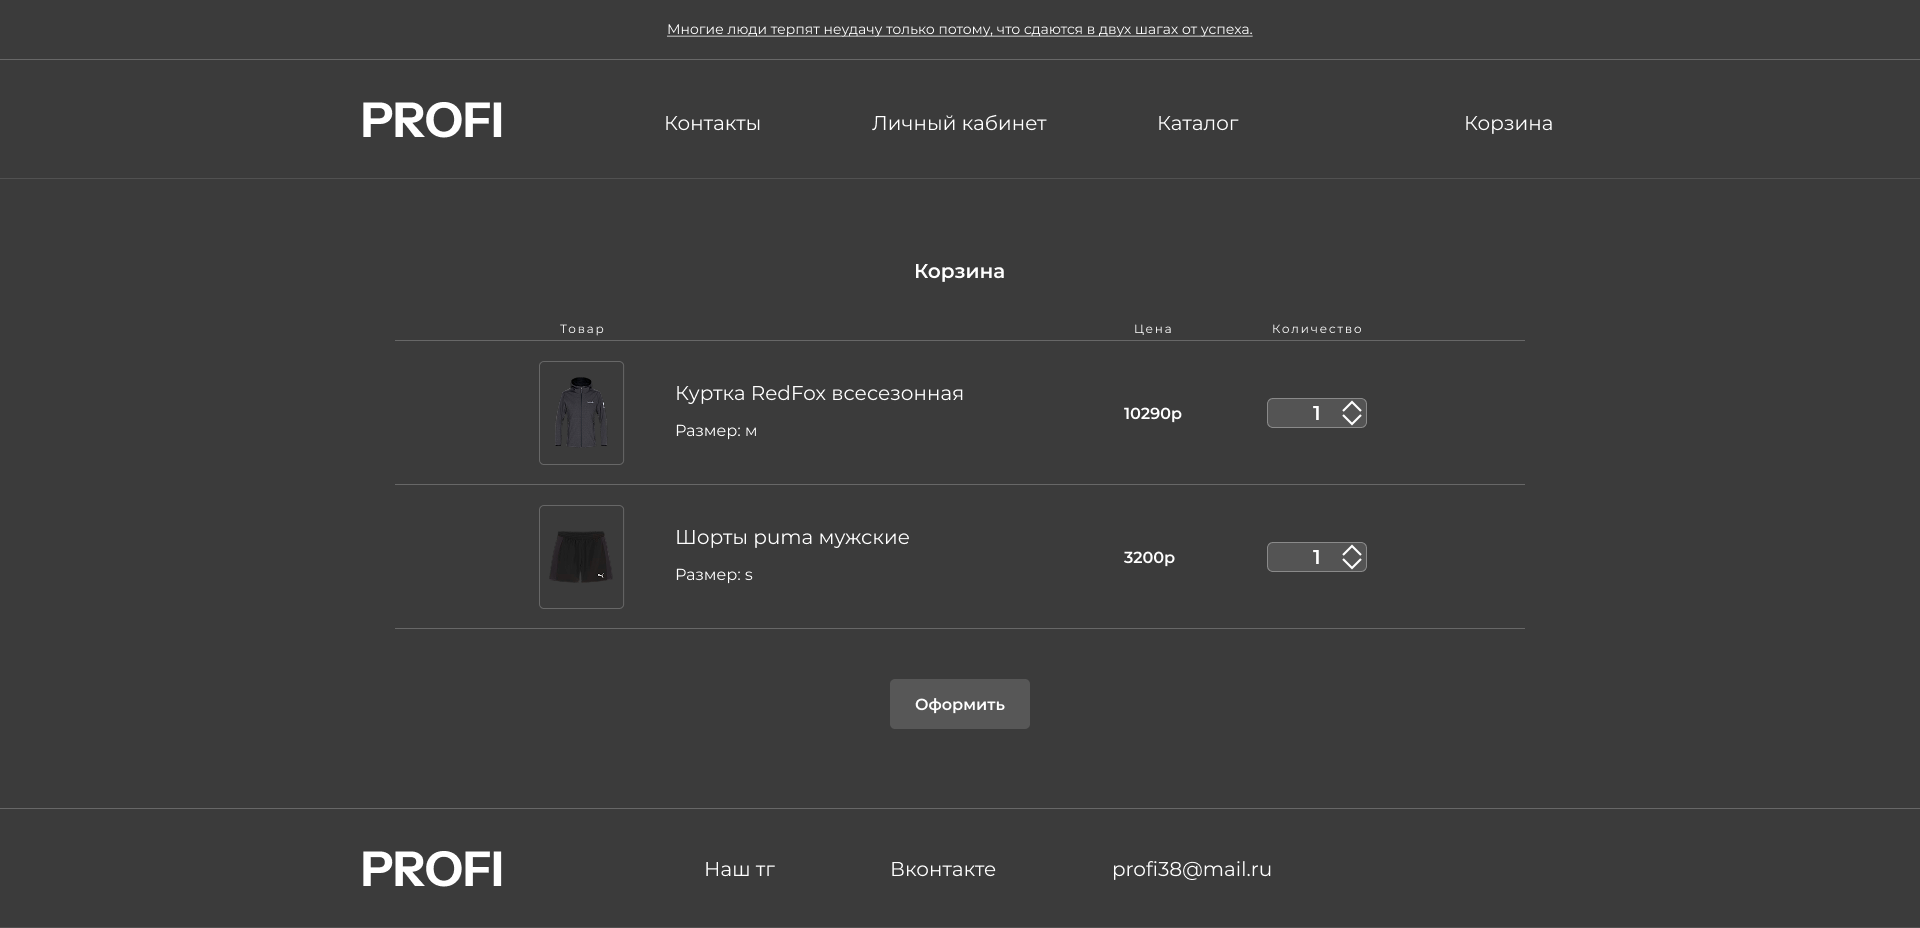 Многие люди терпят неудачу только потому, что сдаются в двух шагах от успеха.
PROFI Контакты Личный кабинет Каталог Корзина
Корзина
Товар Цена Количество
Куртка RedFox всесезонная
Размер: м
10290р 1
Шорты puma мужские
Размер: s
3200р 1
Оформить
PROFI Наш тг Вконтакте profi38@mail.ru